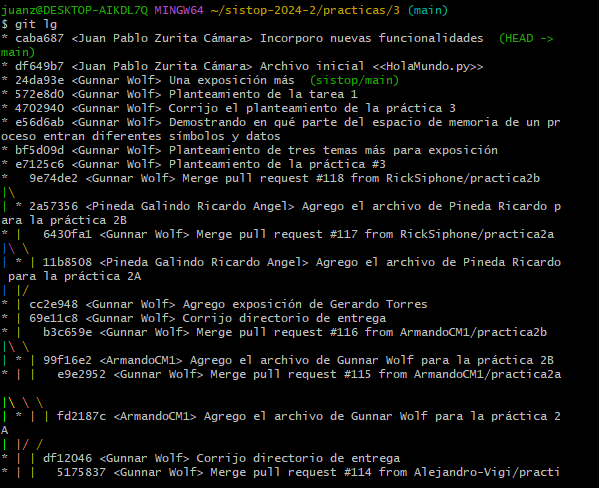 juanz@DESKTOP-AIKDL7Q MINGW64 ~/sistop-2024-2/practicas/3 (main)
$ git lg
* caba687 <Juan Pablo Zurita Cámara> Incorporo nuevas funcionalidades  (HEAD ->
main)
* df649b7 <Juan Pablo Zurita Cámara> Archivo inicial <<HolaMundo.py>>
* 24da93e <Gunnar Wolf> Una exposición más  (sistop/main)
* 572e8d0 <Gunnar Wolf> Planteamiento de la tarea 1
* 4702940 <Gunnar Wolf> Corrijo el planteamiento de la práctica 3
* e56d6ab <Gunnar Wolf> Demostrando en qué parte del espacio de memoria de un pr
oceso entran diferentes símbolos y datos
* bf5d09d <Gunnar Wolf> Planteamiento de tres temas más para exposición
* e7125c6 <Gunnar Wolf> Planteamiento de la práctica #3
*   9e74de2 <Gunnar Wolf> Merge pull request #118 from RickSiphone/practica2b
|\
| * 2a57356 <Pineda Galindo Ricardo Angel> Agrego el archivo de Pineda Ricardo p
ara la práctica 2B
* |   6430fa1 <Gunnar Wolf> Merge pull request #117 from RickSiphone/practica2a
|\ \
| * | 11b8508 <Pineda Galindo Ricardo Angel> Agrego el archivo de Pineda Ricardo
 para la práctica 2A
| |/
* | cc2e948 <Gunnar Wolf> Agrego exposición de Gerardo Torres
* | 69e11c8 <Gunnar Wolf> Corrijo directorio de entrega
* |   b3c659e <Gunnar Wolf> Merge pull request #116 from ArmandoCM1/practica2b
|\ \
| * | 99f16e2 <ArmandoCM1> Agrego el archivo de Gunnar Wolf para la práctica 2B
* | |   e9e2952 <Gunnar Wolf> Merge pull request #115 from ArmandoCM1/practica2a
|\ \ \
| * | | fd2187c <ArmandoCM1> Agrego el archivo de Gunnar Wolf para la práctica 2
A
| |/ /
* | | df12046 <Gunnar Wolf> Corrijo directorio de entrega
* | |   5175837 <Gunnar Wolf> Merge pull request #114 from Alejandro-Vigi/practi